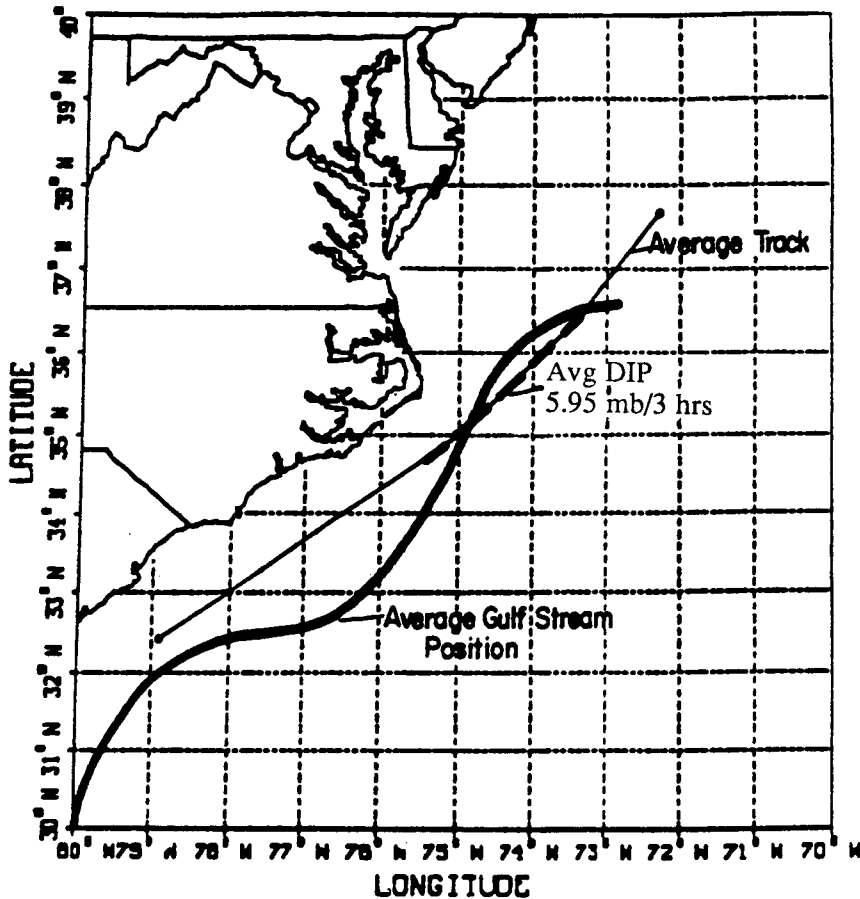 40° N
39° N
38° N
37° N
36° N
35° N
34° N
33° N
32° N
31° N
30° N
LATITUDE
Average Track
Avg DIP
5.95 mb/3 hrs
Average Gulf Stream
Position
80° W 79° W 78° W 77° W 76° W 75° W 74° W 73° W 72° W 71° W 70° W
LONGITUDE